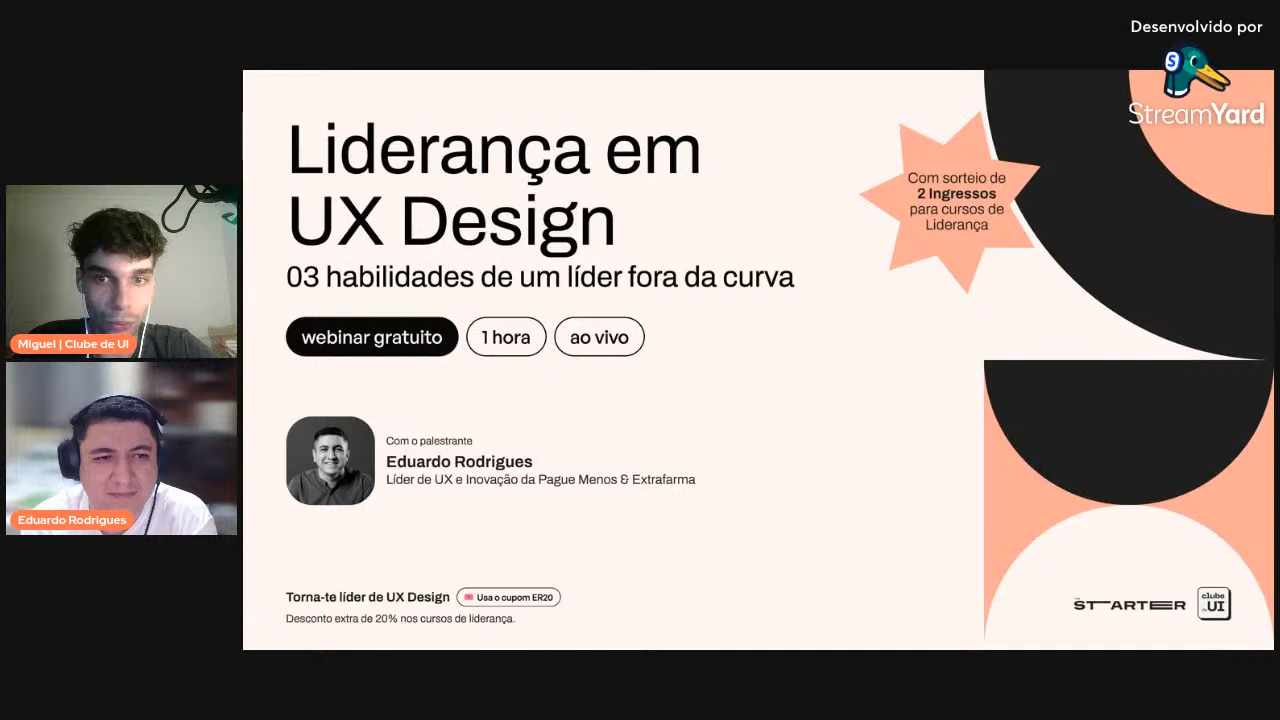 Desenvolvido por
StreamYard
Liderança em
UX Design
03 habilidades de um líder fora da curva
webinar gratuito
1 hora
ao vivo
Com sorteio de
2 Ingressos
para cursos de
Liderança
Miguel | Clube de UI
Eduardo Rodrigues
Com o palestrante
Eduardo Rodrigues
Líder de UX e Inovação da Pague Menos & Extrafarma
Torna-te líder de UX Design
Usa o cupom ER20
Desconto extra de 20% nos cursos de liderança.
STARTER
clube
de UI